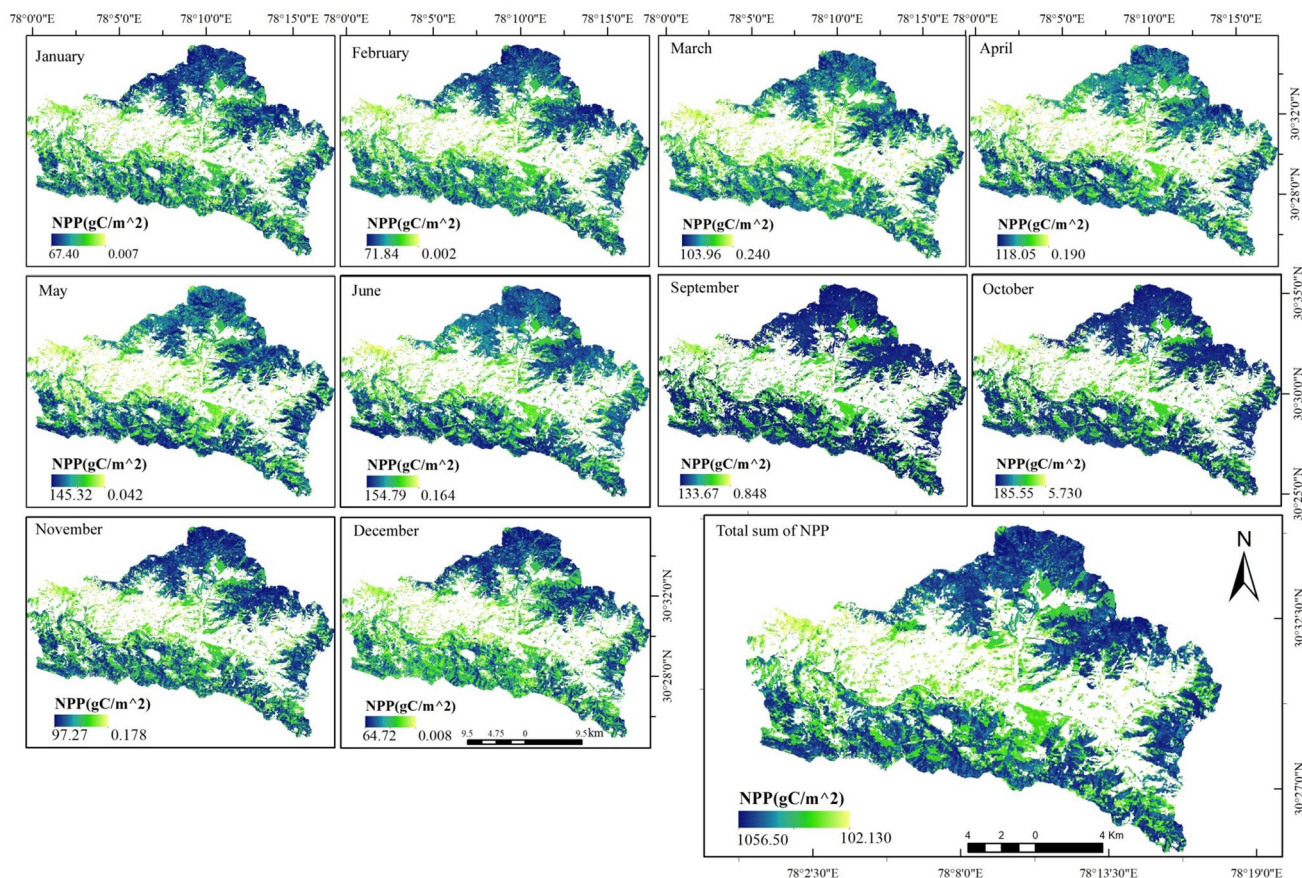 78°0'0"E 78°5'0"E 78°10'0"E 78°15'0"E 78°0'0"E 78°5'0"E 78°10'0"E 78°15'0"E 78°0'0"E 78°5'0"E 78°10'0"E 78°0'0"E 78°5'0"E 78°10'0"E 78°15'0"E
January
NPP(gC/m^2)
67.40 0.007
February
NPP(gC/m^2)
71.84 0.002
March
NPP(gC/m^2)
103.96 0.240
April
NPP(gC/m^2)
118.05 0.190
30°32'0"N
30°28'0"N
May
NPP(gC/m^2)
145.32 0.042
June
NPP(gC/m^2)
154.79 0.164
September
NPP(gC/m^2)
133.67 0.848
October
NPP(gC/m^2)
185.55 5.730
30°35'0"N
30°30'0"N
30°25'0"N
November
NPP(gC/m^2)
97.27 0.178
December
NPP(gC/m^2)
64.72 0.008
9.5 4.75 0 9.5 km
30°32'0"N
30°28'0"N
Total sum of NPP
N
NPP(gC/m^2)
1056.50 102.130
4 2 0 4 Km
30°32'30"N
30°27'0"N
78°2'30"E 78°8'0"E 78°13'30"E 78°19'0"E